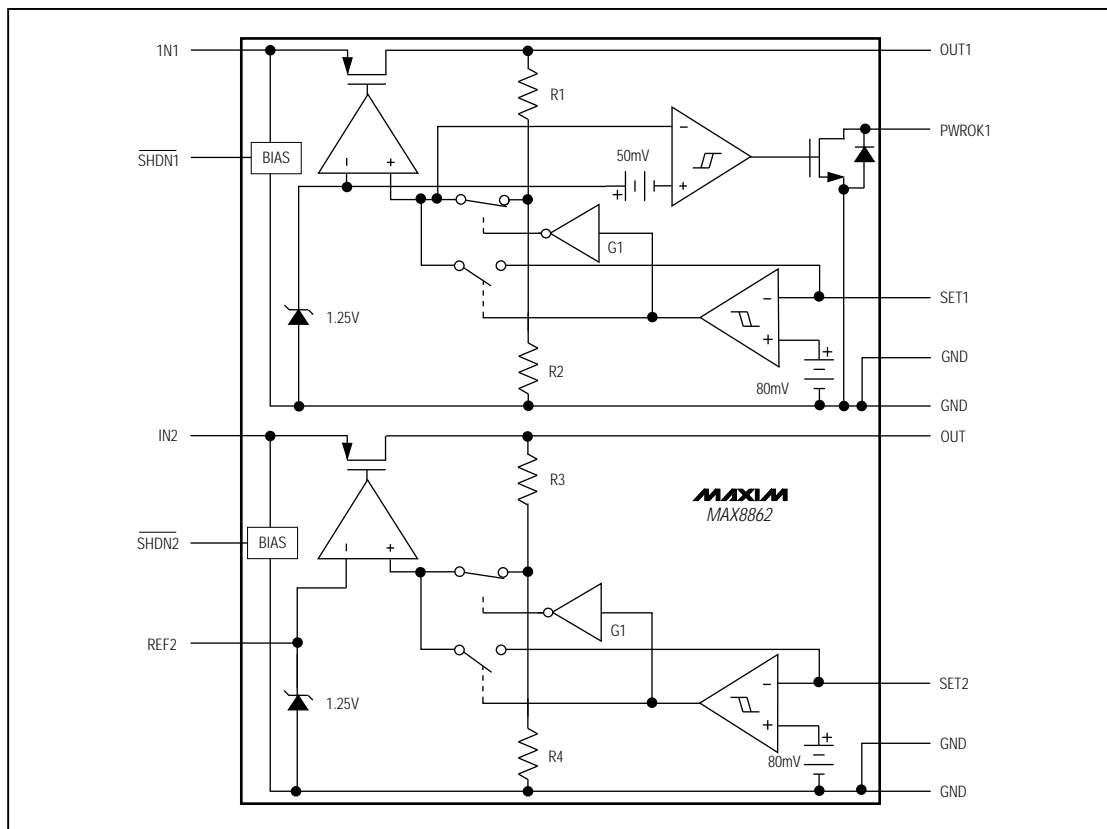 1N1
OUT1
R1
PWROK1
SHDN1
BIAS
50mV
−
+
−
+
+
G1
1.25V
SET1
−
+
+
R2
80mV
GND
GND
IN2
OUT
R3
MAXIM
MAX8862
SHDN2
BIAS
−
+
G1
REF2
1.25V
SET2
−
+
+
R4
80mV
GND
GND